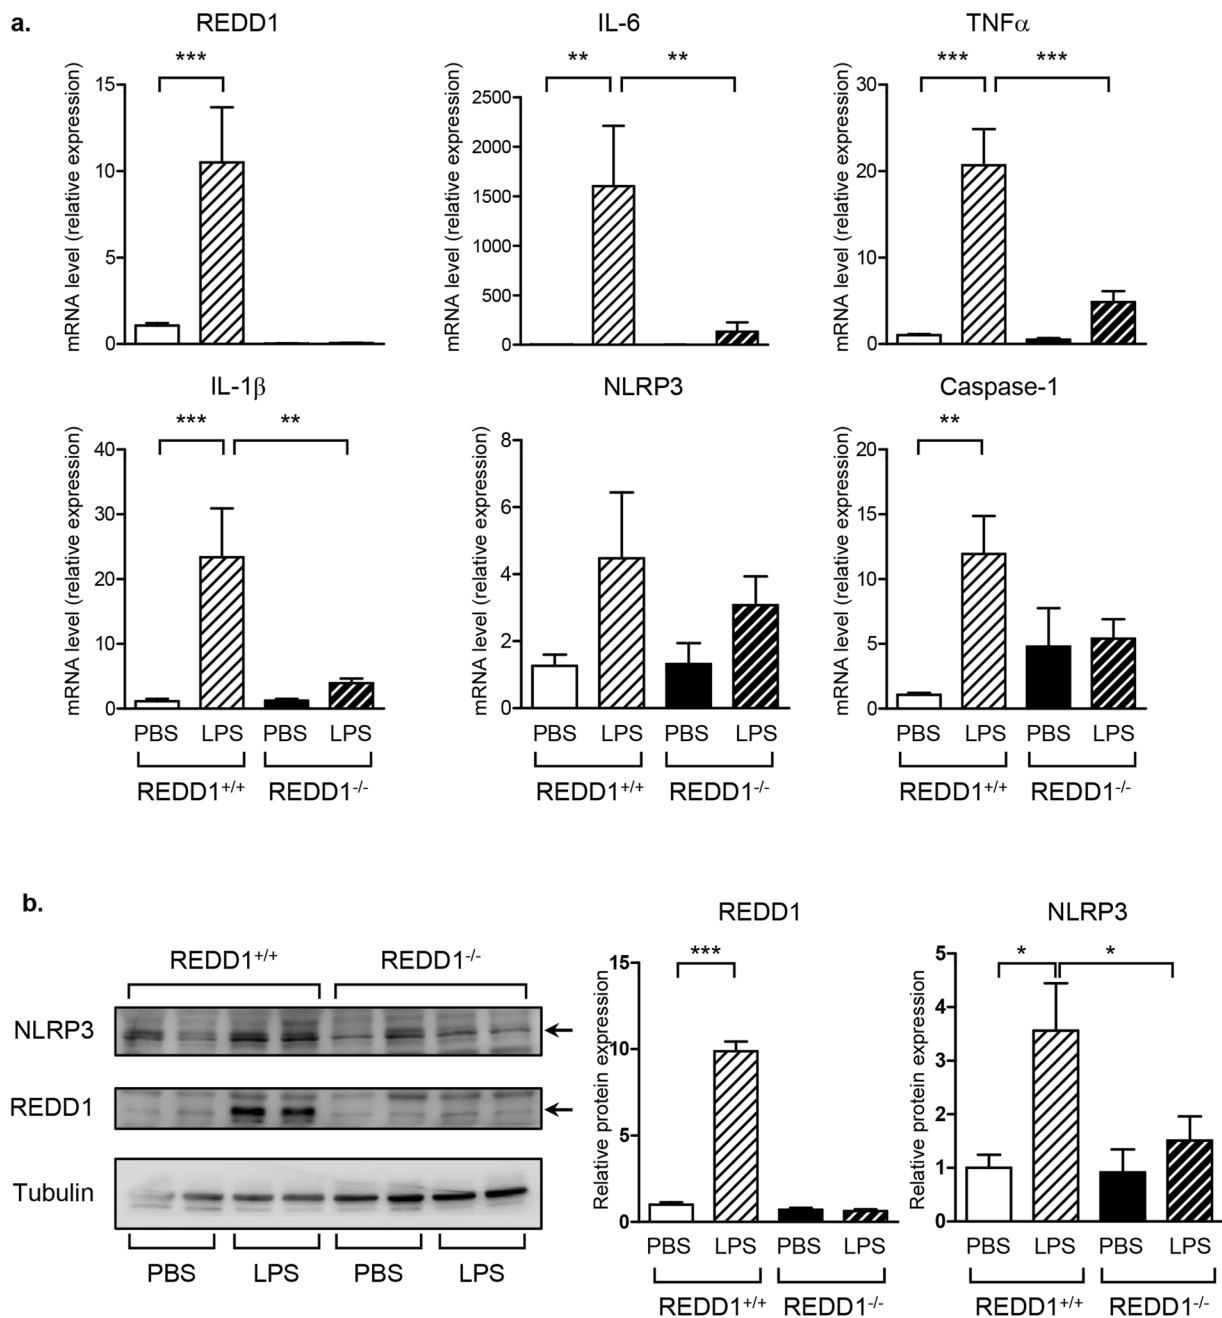 a.
REDD1
IL-6
TNFα
***
**
**
***
***
mRNA level (relative expression)
15
10
5
0
mRNA level (relative expression)
2500
2000
1500
1000
500
0
mRNA level (relative expression)
30
20
10
0
IL-1β
NLRP3
Caspase-1
***
**
**
mRNA level (relative expression)
40
30
20
10
0
PBS LPS PBS LPS
REDD1+/+ REDD1-/-
mRNA level (relative expression)
8
6
4
2
0
PBS LPS PBS LPS
REDD1+/+ REDD1-/-
mRNA level (relative expression)
20
15
10
5
0
PBS LPS PBS LPS
REDD1+/+ REDD1-/-
b.
REDD1+/+ REDD1-/-
NLRP3
REDD1
Tubulin
PBS LPS PBS LPS
REDD1
***
Relative protein expression
15
10
5
0
PBS LPS PBS LPS
REDD1+/+ REDD1-/-
NLRP3
*
*
Relative protein expression
5
4
3
2
1
0
PBS LPS PBS LPS
REDD1+/+ REDD1-/-